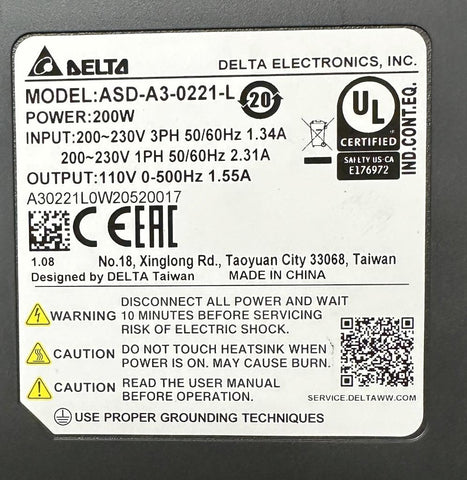 DELTA
DELTA ELECTRONICS, INC.
MODEL:ASD-A3-0221-L
20
POWER:200W
INPUT:200~230V 3PH 50/60Hz 1.34A
200~230V 1PH 50/60Hz 2.31A
OUTPUT:110V 0-500Hz 1.55A
A30221L0W20520017
UL
CERTIFIED
SAFETY US-CA
E176972
IND.CONT.EQ.
CE EAC
1.08
No.18, Xinglong Rd., Taoyuan City 33068, Taiwan
Designed by DELTA Taiwan
MADE IN CHINA
WARNING
DISCONNECT ALL POWER AND WAIT
10 MINUTES BEFORE SERVICING
RISK OF ELECTRIC SHOCK.
CAUTION
DO NOT TOUCH HEATSINK WHEN
POWER IS ON. MAY CAUSE BURN.
CAUTION
READ THE USER MANUAL
BEFORE OPERATION.
SERVICE.DELTAWW.COM
USE PROPER GROUNDING TECHNIQUES